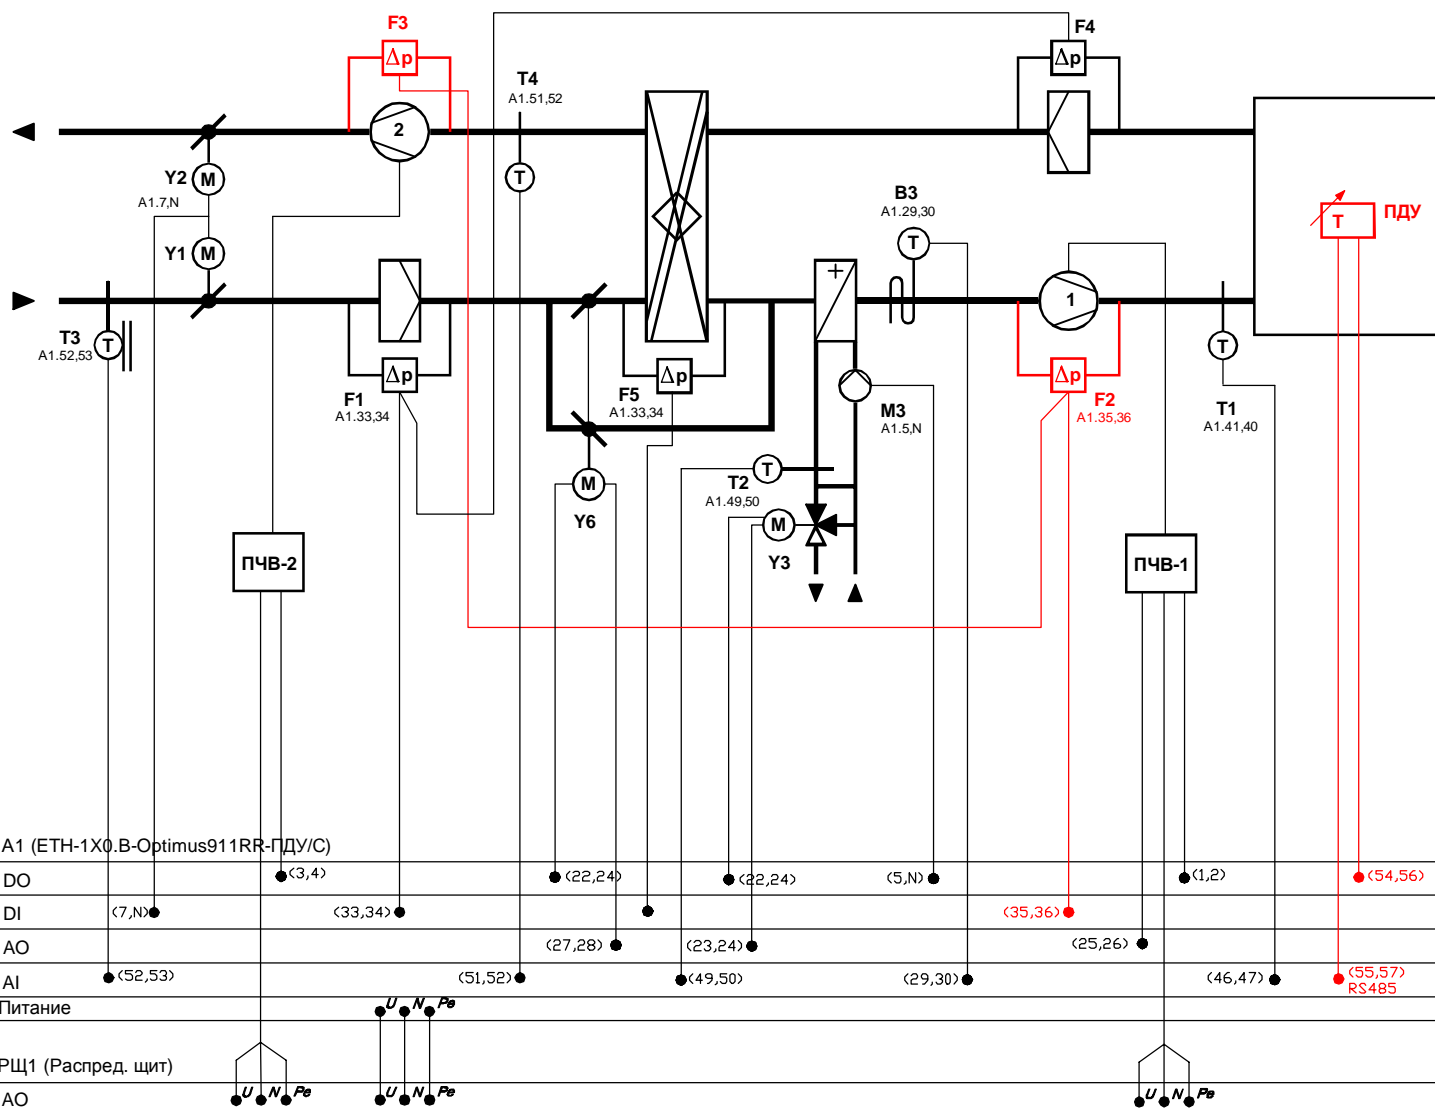 F3
F4
Δp
Δp
T4
A1.51,52
2
Y2
M
T
A1.7,N
B3
A1.29,30
ПДУ
T
Y1
M
T
+
1
T3
A1.52,53
T
T
Δp
Δp
Δp
F1
A1.33,34
F5
A1.33,34
M3
A1.5,N
F2
A1.35,36
T1
A1.41,40
T2
T
A1.49,50
M
Y6
M
Y3
ПЧВ-2
ПЧВ-1
A1 (ETH-1X0.B-Optimus911RR-ПДУ/С)
DO
(3,4)
(22,24)
(22,24)
(5,N)
(1,2)
(54,56)
DI
(7,N)
(33,34)
(35,36)
AO
(27,28)
(23,24)
(25,26)
AI
(52,53)
(51,52)
(49,50)
(29,30)
(46,47)
(55,57)
RS485
Питание
U N Pe
РЩ1 (Распред. щит)
AO
U N Pe
U N Pe
U N Pe